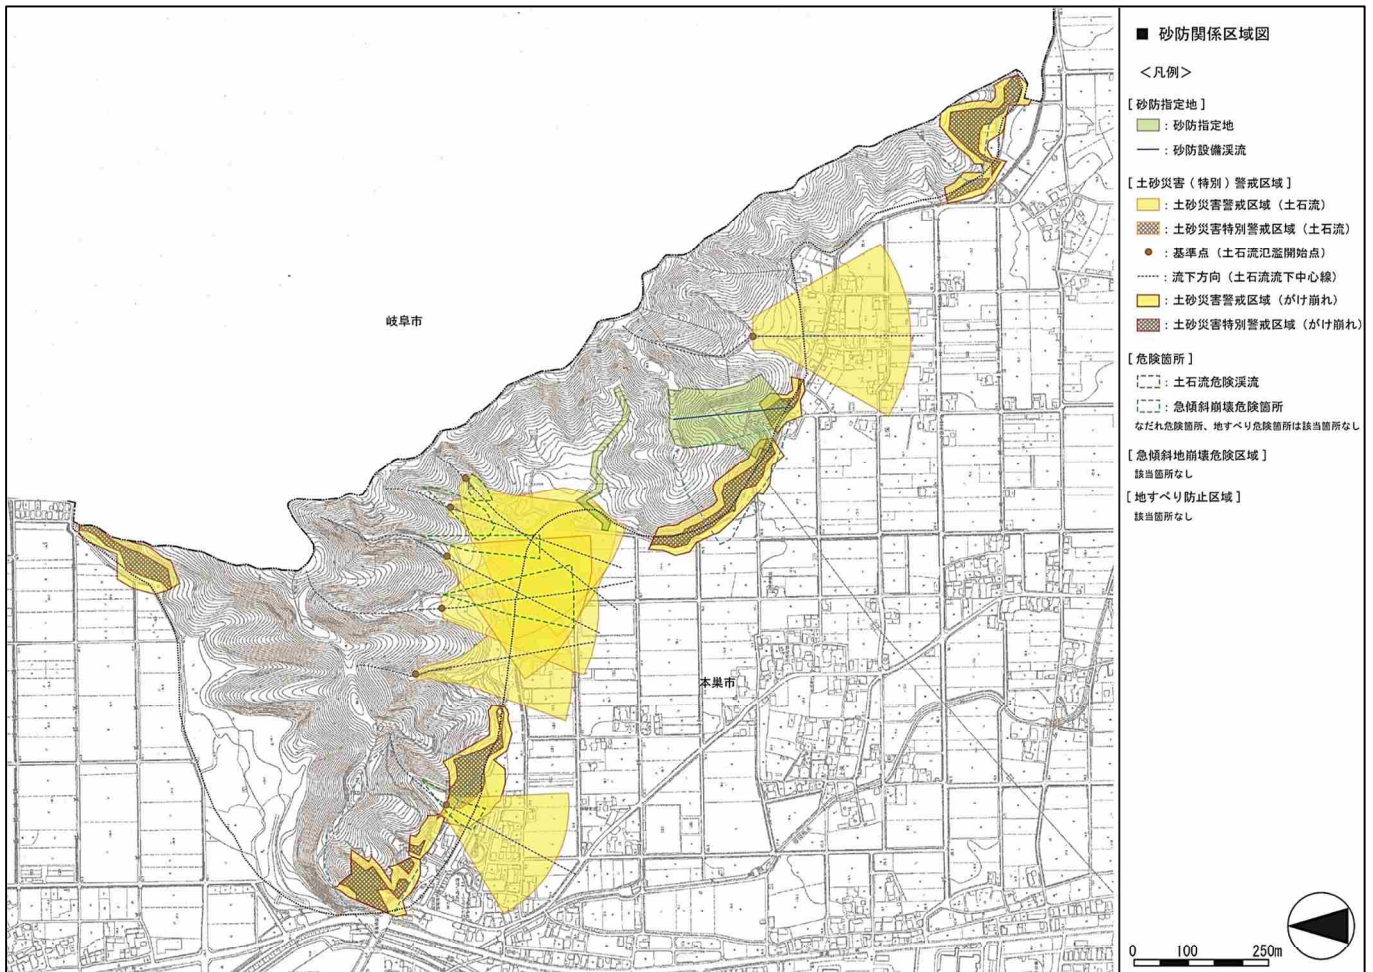 ■ 砂防関係区域図
<凡例>
[砂防指定地]
：砂防指定地
：砂防設備渓流
[土砂災害（特別）警戒区域]
：土砂災害警戒区域（土石流）
：土砂災害特別警戒区域（土石流）
：基準点（土石流氾濫開始点）
：流下方向（土石流流下中心線）
：土砂災害警戒区域（がけ崩れ）
：土砂災害特別警戒区域（がけ崩れ）
[危険箇所]
：土石流危険渓流
：急傾斜崩壊危険箇所
なだれ危険箇所、地すべり危険箇所は該当箇所なし
[急傾斜地崩壊危険区域]
該当箇所なし
[地すべり防止区域]
該当箇所なし
岐阜市
本巣市
0 100 250m